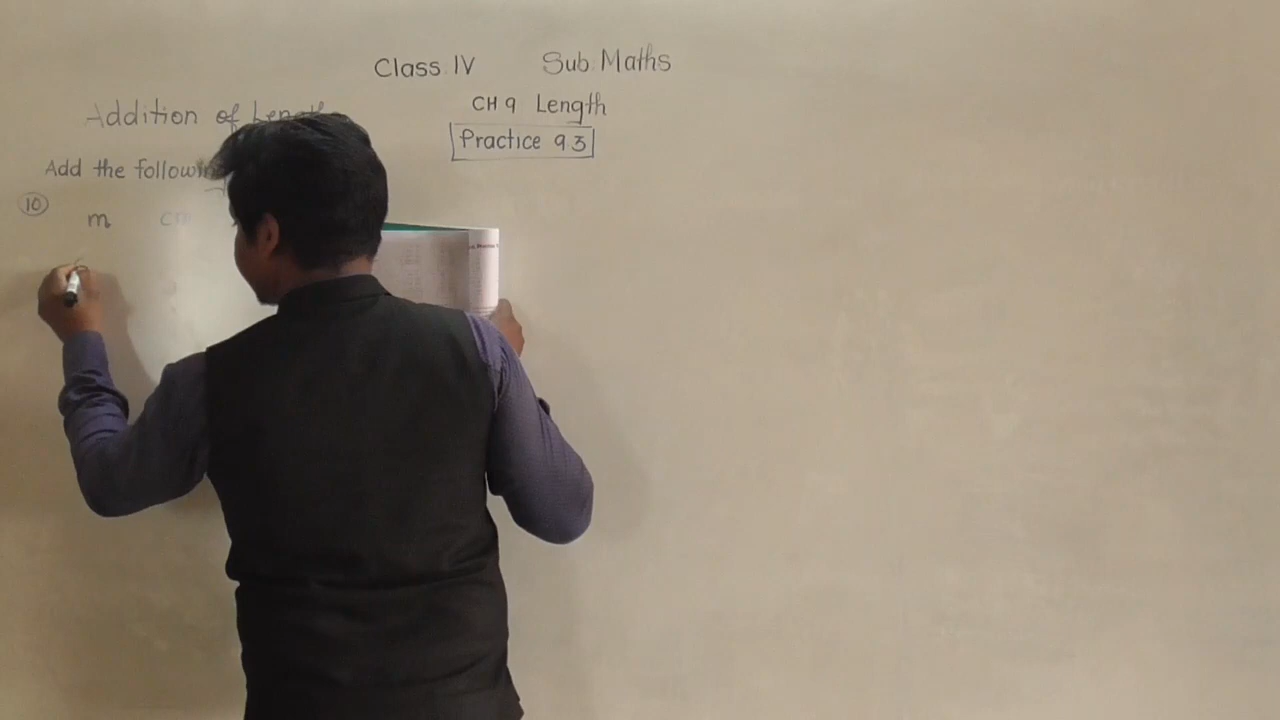 Class IV Sub. Maths
CH 9 Length
Practice 9.3
Addition of Length
Add the following
10
m cm